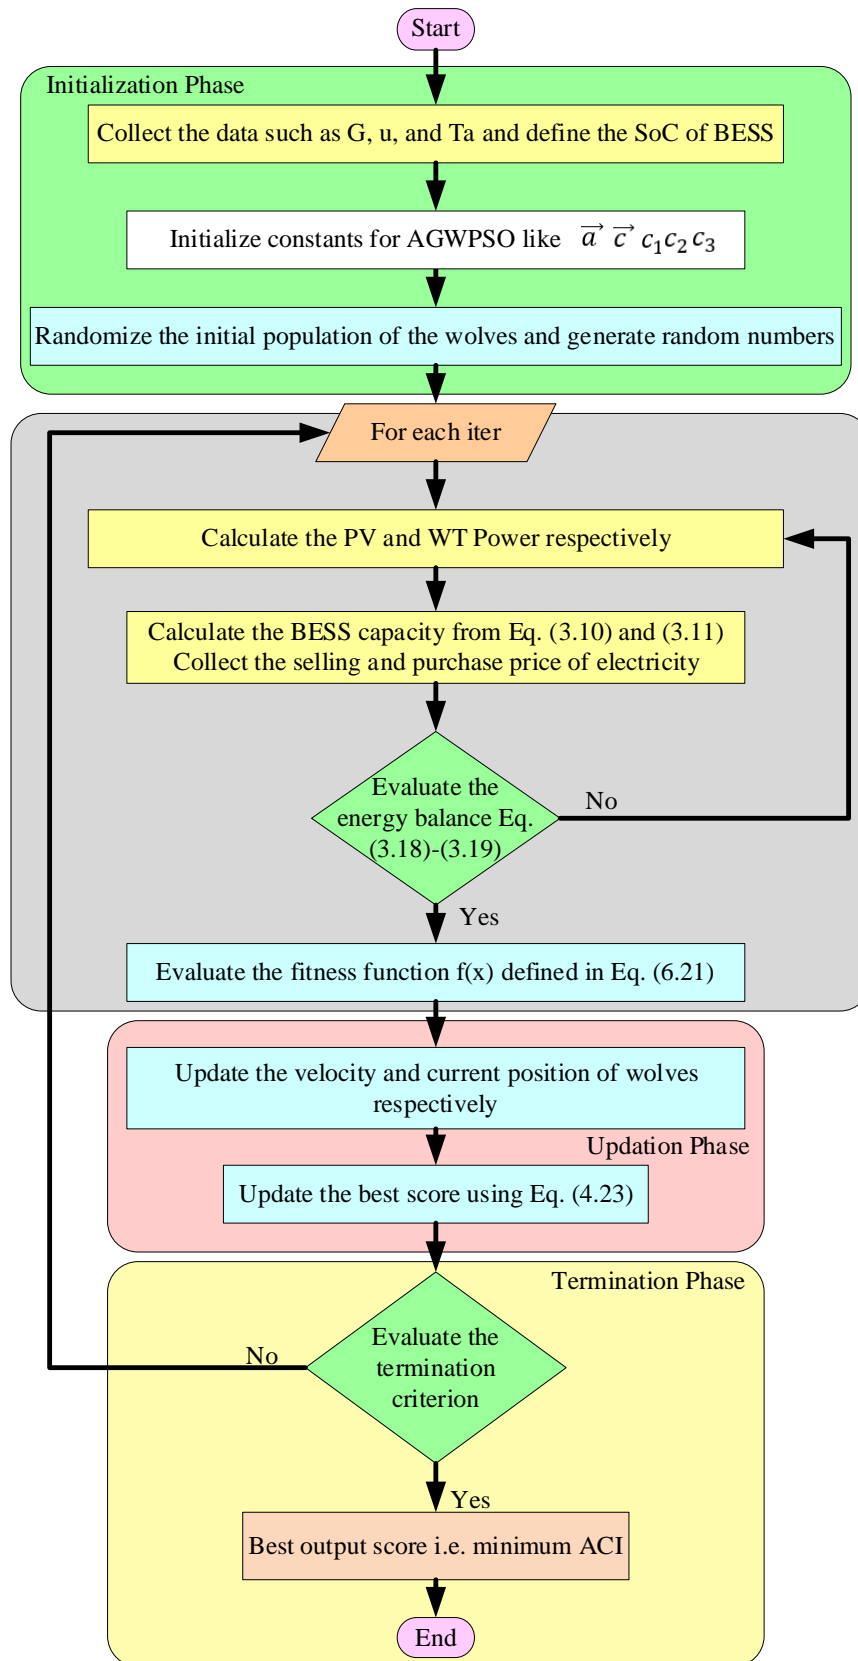 Start
Initialization Phase
Collect the data such as G, u, and Ta and define the SoC of BESS
Initialize constants for AGWPSO like a⃗ c⃗ c₁c₂c₃
Randomize the initial population of the wolves and generate random numbers
For each iter
Calculate the PV and WT Power respectively
Calculate the BESS capacity from Eq. (3.10) and (3.11)
Collect the selling and purchase price of electricity
Evaluate the
energy balance Eq.
(3.18)-(3.19)
No
Yes
Evaluate the fitness function f(x) defined in Eq. (6.21)
Update the velocity and current position of wolves
respectively
Updation Phase
Update the best score using Eq. (4.23)
Termination Phase
Evaluate the
termination
criterion
No
Yes
Best output score i.e. minimum ACI
End